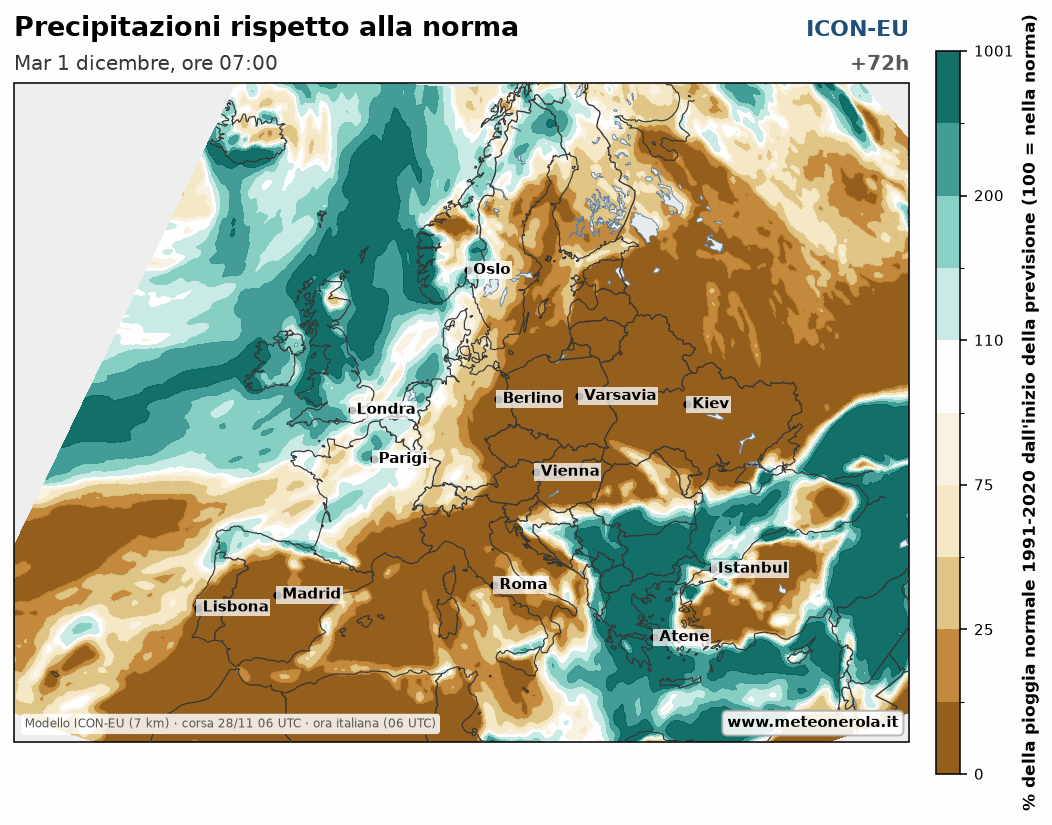 Precipitazioni rispetto alla norma
ICON-EU
Mar 1 dicembre, ore 07:00
+72h
Oslo
Londra
Berlino
Varsavia
Kiev
Parigi
Vienna
Istanbul
Roma
Madrid
Lisbona
Atene
Modello ICON-EU (7 km) · corsa 28/11 06 UTC · ora italiana (06 UTC)
www.meteonerola.it
1001
200
110
75
25
0
% della pioggia normale 1991-2020 dall'inizio della previsione (100 = nella norma)